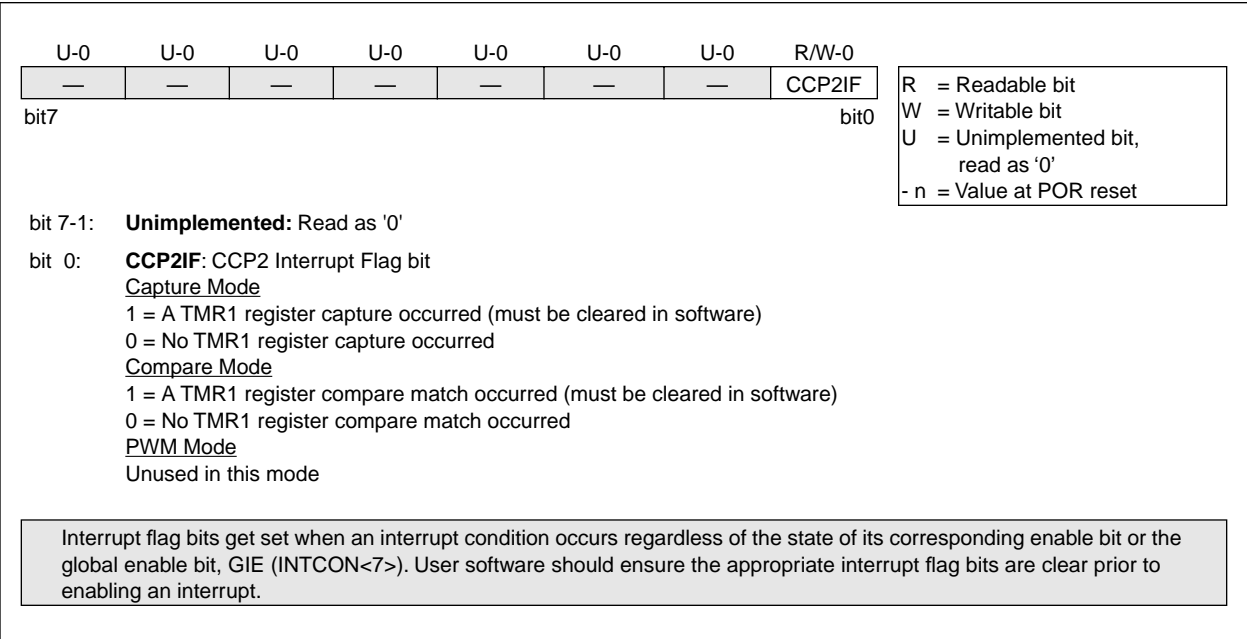 U-0 U-0 U-0 U-0 U-0 U-0 U-0 R/W-0
— — — — — — — CCP2IF
bit7 bit0
R = Readable bit
W = Writable bit
U = Unimplemented bit,
read as ‘0’
- n = Value at POR reset
bit 7-1: Unimplemented: Read as '0'
bit 0: CCP2IF: CCP2 Interrupt Flag bit
Capture Mode
1 = A TMR1 register capture occurred (must be cleared in software)
0 = No TMR1 register capture occurred
Compare Mode
1 = A TMR1 register compare match occurred (must be cleared in software)
0 = No TMR1 register compare match occurred
PWM Mode
Unused in this mode
Interrupt flag bits get set when an interrupt condition occurs regardless of the state of its corresponding enable bit or the
global enable bit, GIE (INTCON<7>). User software should ensure the appropriate interrupt flag bits are clear prior to
enabling an interrupt.